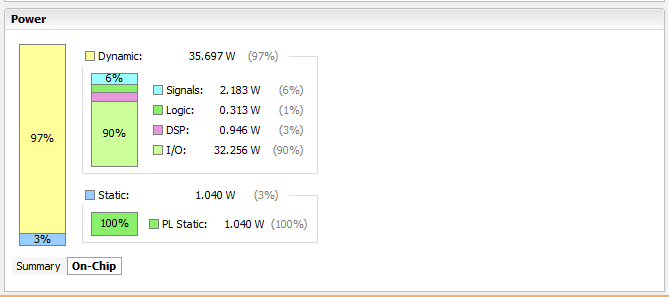 Power
Dynamic: 35.697 W (97%)
6%
Signals: 2.183 W (6%)
Logic: 0.313 W (1%)
DSP: 0.946 W (3%)
97%
90%
I/O: 32.256 W (90%)
Static: 1.040 W (3%)
100%
PL Static: 1.040 W (100%)
3%
Summary On-Chip